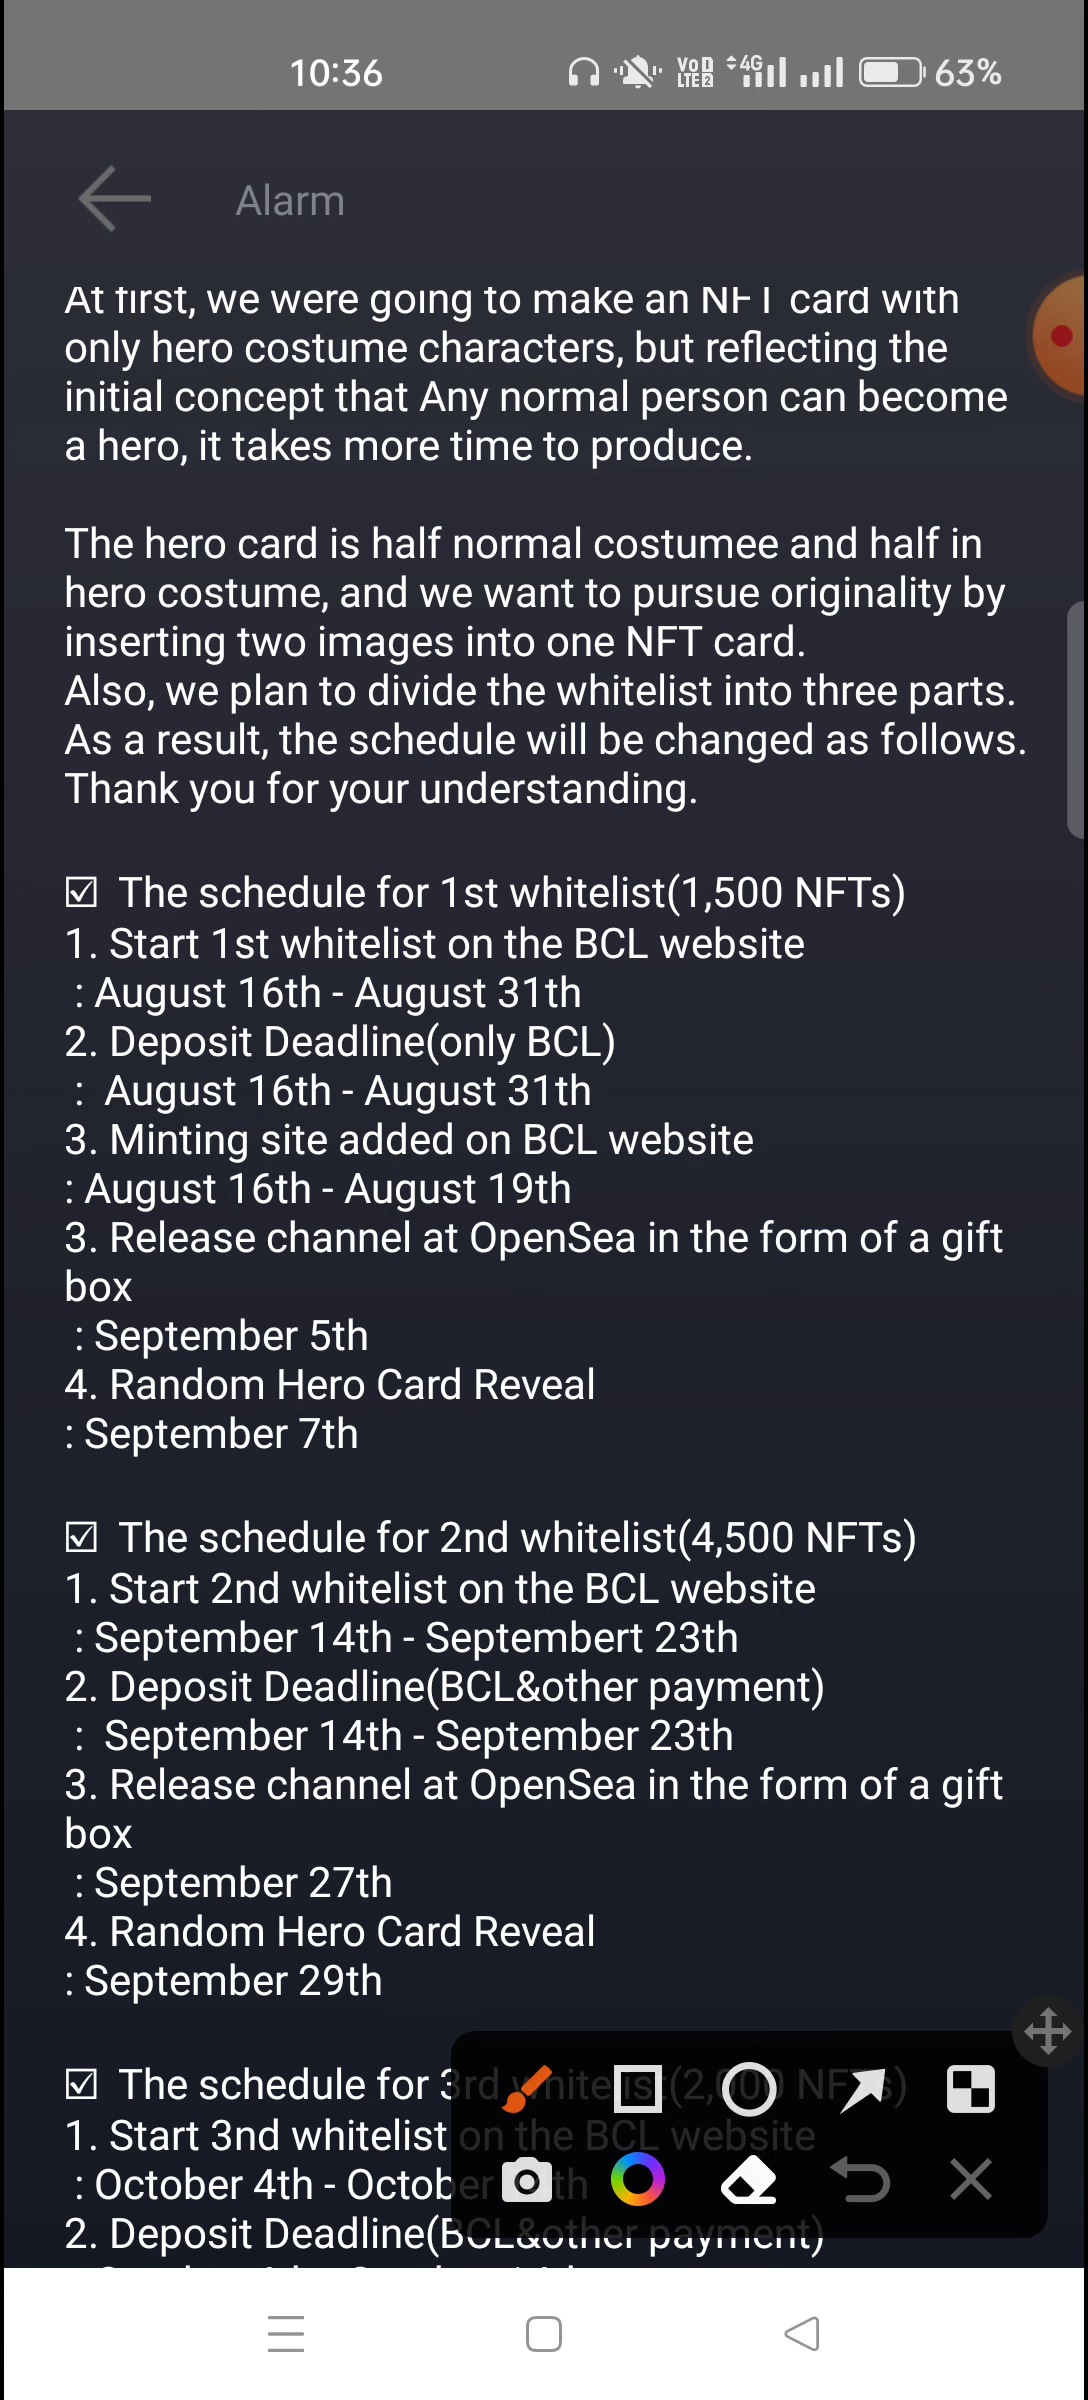 10:36
Vo LTE 2 4G 63%
Alarm
At first, we were going to make an NFT card with
only hero costume characters, but reflecting the
initial concept that Any normal person can become
a hero, it takes more time to produce.
The hero card is half normal costumee and half in
hero costume, and we want to pursue originality by
inserting two images into one NFT card.
Also, we plan to divide the whitelist into three parts.
As a result, the schedule will be changed as follows.
Thank you for your understanding.
☑ The schedule for 1st whitelist(1,500 NFTs)
1. Start 1st whitelist on the BCL website
: August 16th - August 31th
2. Deposit Deadline(only BCL)
: August 16th - August 31th
3. Minting site added on BCL website
: August 16th - August 19th
3. Release channel at OpenSea in the form of a gift
box
: September 5th
4. Random Hero Card Reveal
: September 7th
☑ The schedule for 2nd whitelist(4,500 NFTs)
1. Start 2nd whitelist on the BCL website
: September 14th - Septembert 23th
2. Deposit Deadline(BCL&other payment)
: September 14th - September 23th
3. Release channel at OpenSea in the form of a gift
box
: September 27th
4. Random Hero Card Reveal
: September 29th
☑ The schedule for 3rd whitelist(2,000 NFTs)
1. Start 3nd whitelist on the BCL website
: October 4th - October
2. Deposit Deadline(BCL&other payment)